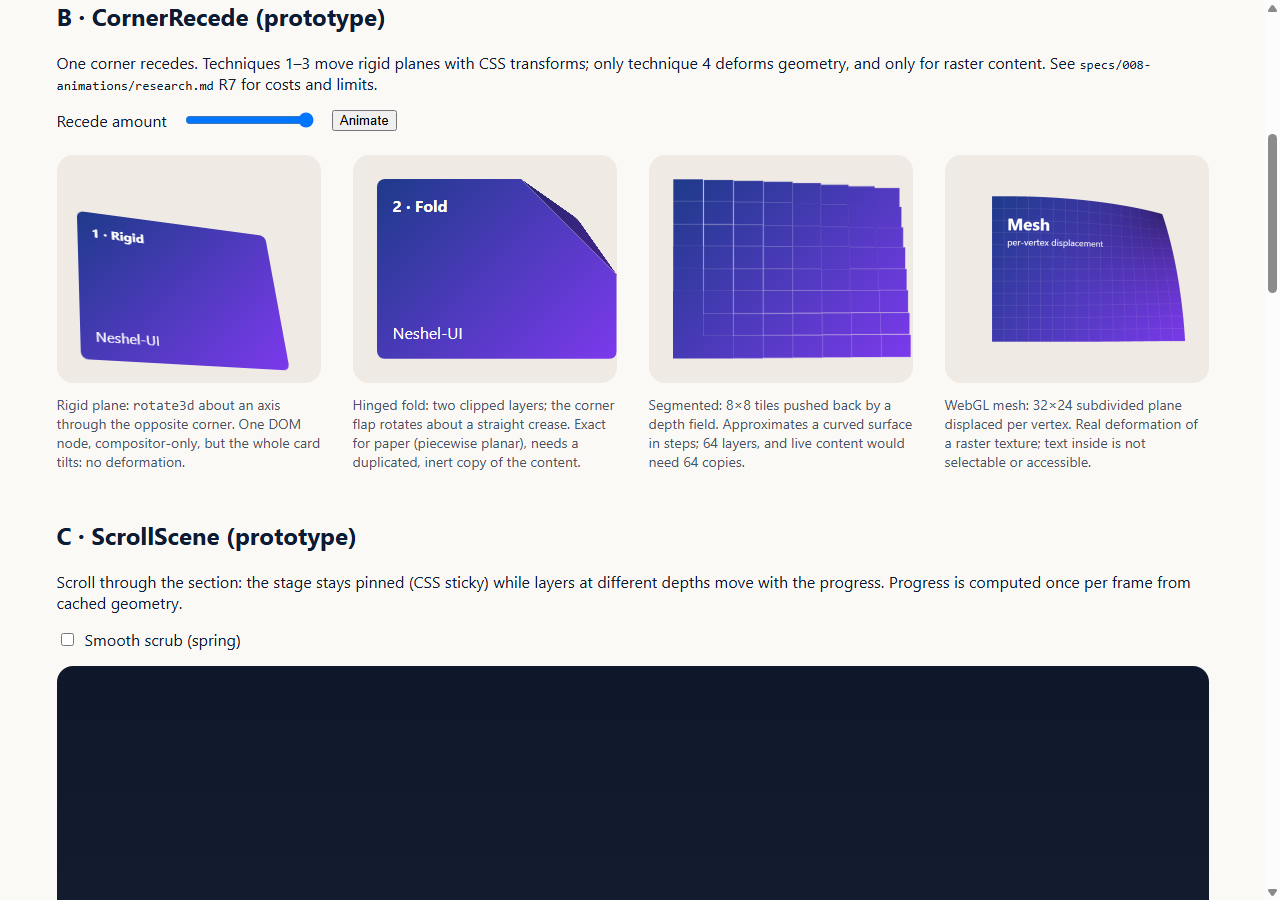 B · CornerRecede (prototype)
One corner recedes. Techniques 1–3 move rigid planes with CSS transforms; only technique 4 deforms geometry, and only for raster content. See specs/008-
animations/research.md R7 for costs and limits.
Recede amount
Animate
1 · Rigid
Neshel-UI
2 · Fold
Neshel-UI
Mesh
per-vertex displacement
Rigid plane: rotate3d about an axis
through the opposite corner. One DOM
node, compositor-only, but the whole card
tilts: no deformation.
Hinged fold: two clipped layers; the corner
flap rotates about a straight crease. Exact
for paper (piecewise planar), needs a
duplicated, inert copy of the content.
Segmented: 8×8 tiles pushed back by a
depth field. Approximates a curved surface
in steps; 64 layers, and live content would
need 64 copies.
WebGL mesh: 32×24 subdivided plane
displaced per vertex. Real deformation of
a raster texture; text inside is not
selectable or accessible.
C · ScrollScene (prototype)
Scroll through the section: the stage stays pinned (CSS sticky) while layers at different depths move with the progress. Progress is computed once per frame from
cached geometry.
Smooth scrub (spring)